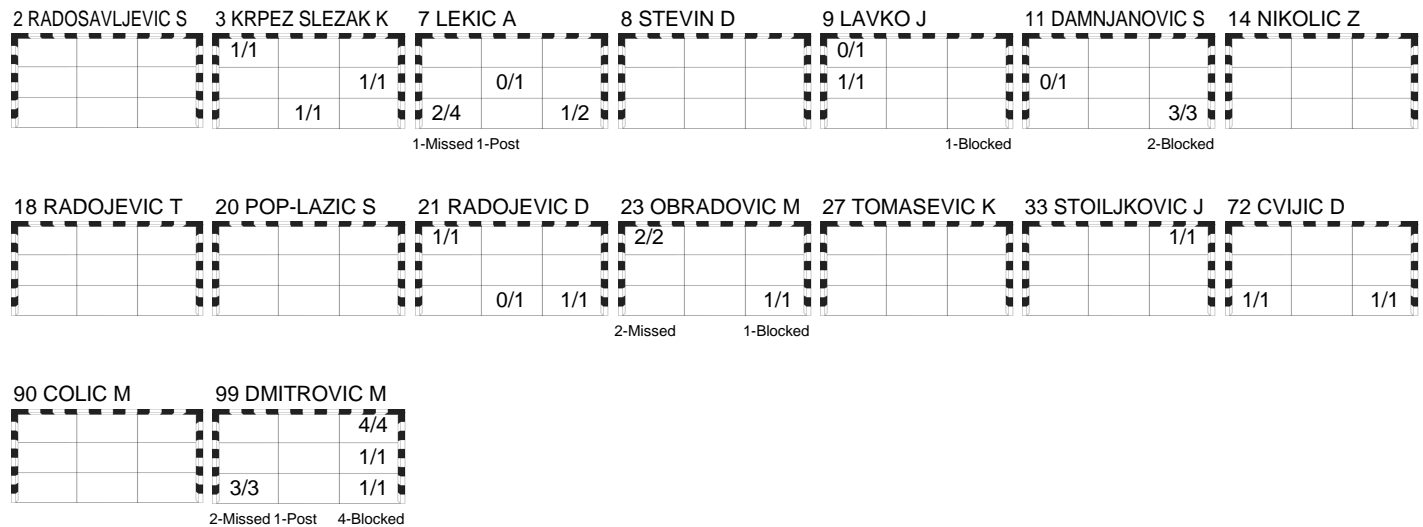 2 RADOSAVLJEVIC S 3 KRPEZ SLEZAK K 7 LEKIC A 8 STEVIN D 9 LAVKO J 11 DAMNJANOVIC S 14 NIKOLIC Z
1/1 0/1
1/1 0/1 1/1 0/1
1/1 2/4 1/2 3/3
1-Missed 1-Post 1-Blocked 2-Blocked
18 RADOJEVIC T 20 POP-LAZIC S 21 RADOJEVIC D 23 OBRADOVIC M 27 TOMASEVIC K 33 STOILJKOVIC J 72 CVIJIC D
1/1 2/2 1/1
0/1 1/1 1/1 1/1 1/1
2-Missed 1-Blocked
90 COLIC M 99 DMITROVIC M
4/4
1/1
3/3 1/1
2-Missed 1-Post 4-Blocked